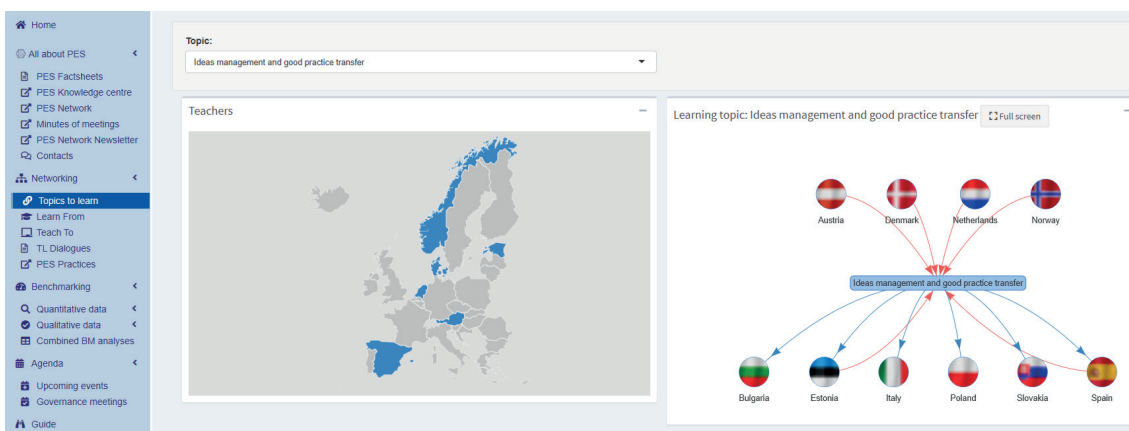 Home
All about PES
PES Factsheets
PES Knowledge centre
PES Network
Minutes of meetings
PES Network Newsletter
Contacts
Networking
Topics to learn
Learn From
Teach To
TL Dialogues
PES Practices
Benchmarking
Quantitative data
Qualitative data
Combined BM analyses
Agenda
Upcoming events
Governance meetings
Guide
Topic:
Ideas management and good practice transfer
Teachers
Learning topic: Ideas management and good practice transfer Full screen
Austria Denmark Netherlands Norway
Ideas management and good practice transfer
Bulgaria Estonia Italy Poland Slovakia Spain